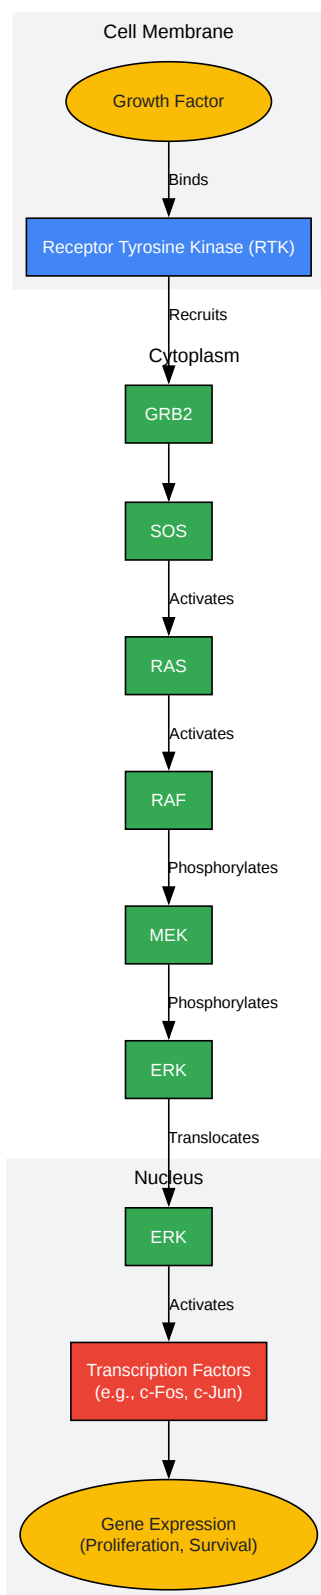 Cell Membrane
Growth Factor
Binds
Receptor Tyrosine Kinase (RTK)
Recruits
Cytoplasm
GRB2
SOS
Activates
RAS
Activates
RAF
Phosphorylates
MEK
Phosphorylates
ERK
Translocates
Nucleus
ERK
Activates
Transcription Factors
(e.g., c-Fos, c-Jun)
Gene Expression
(Proliferation, Survival)